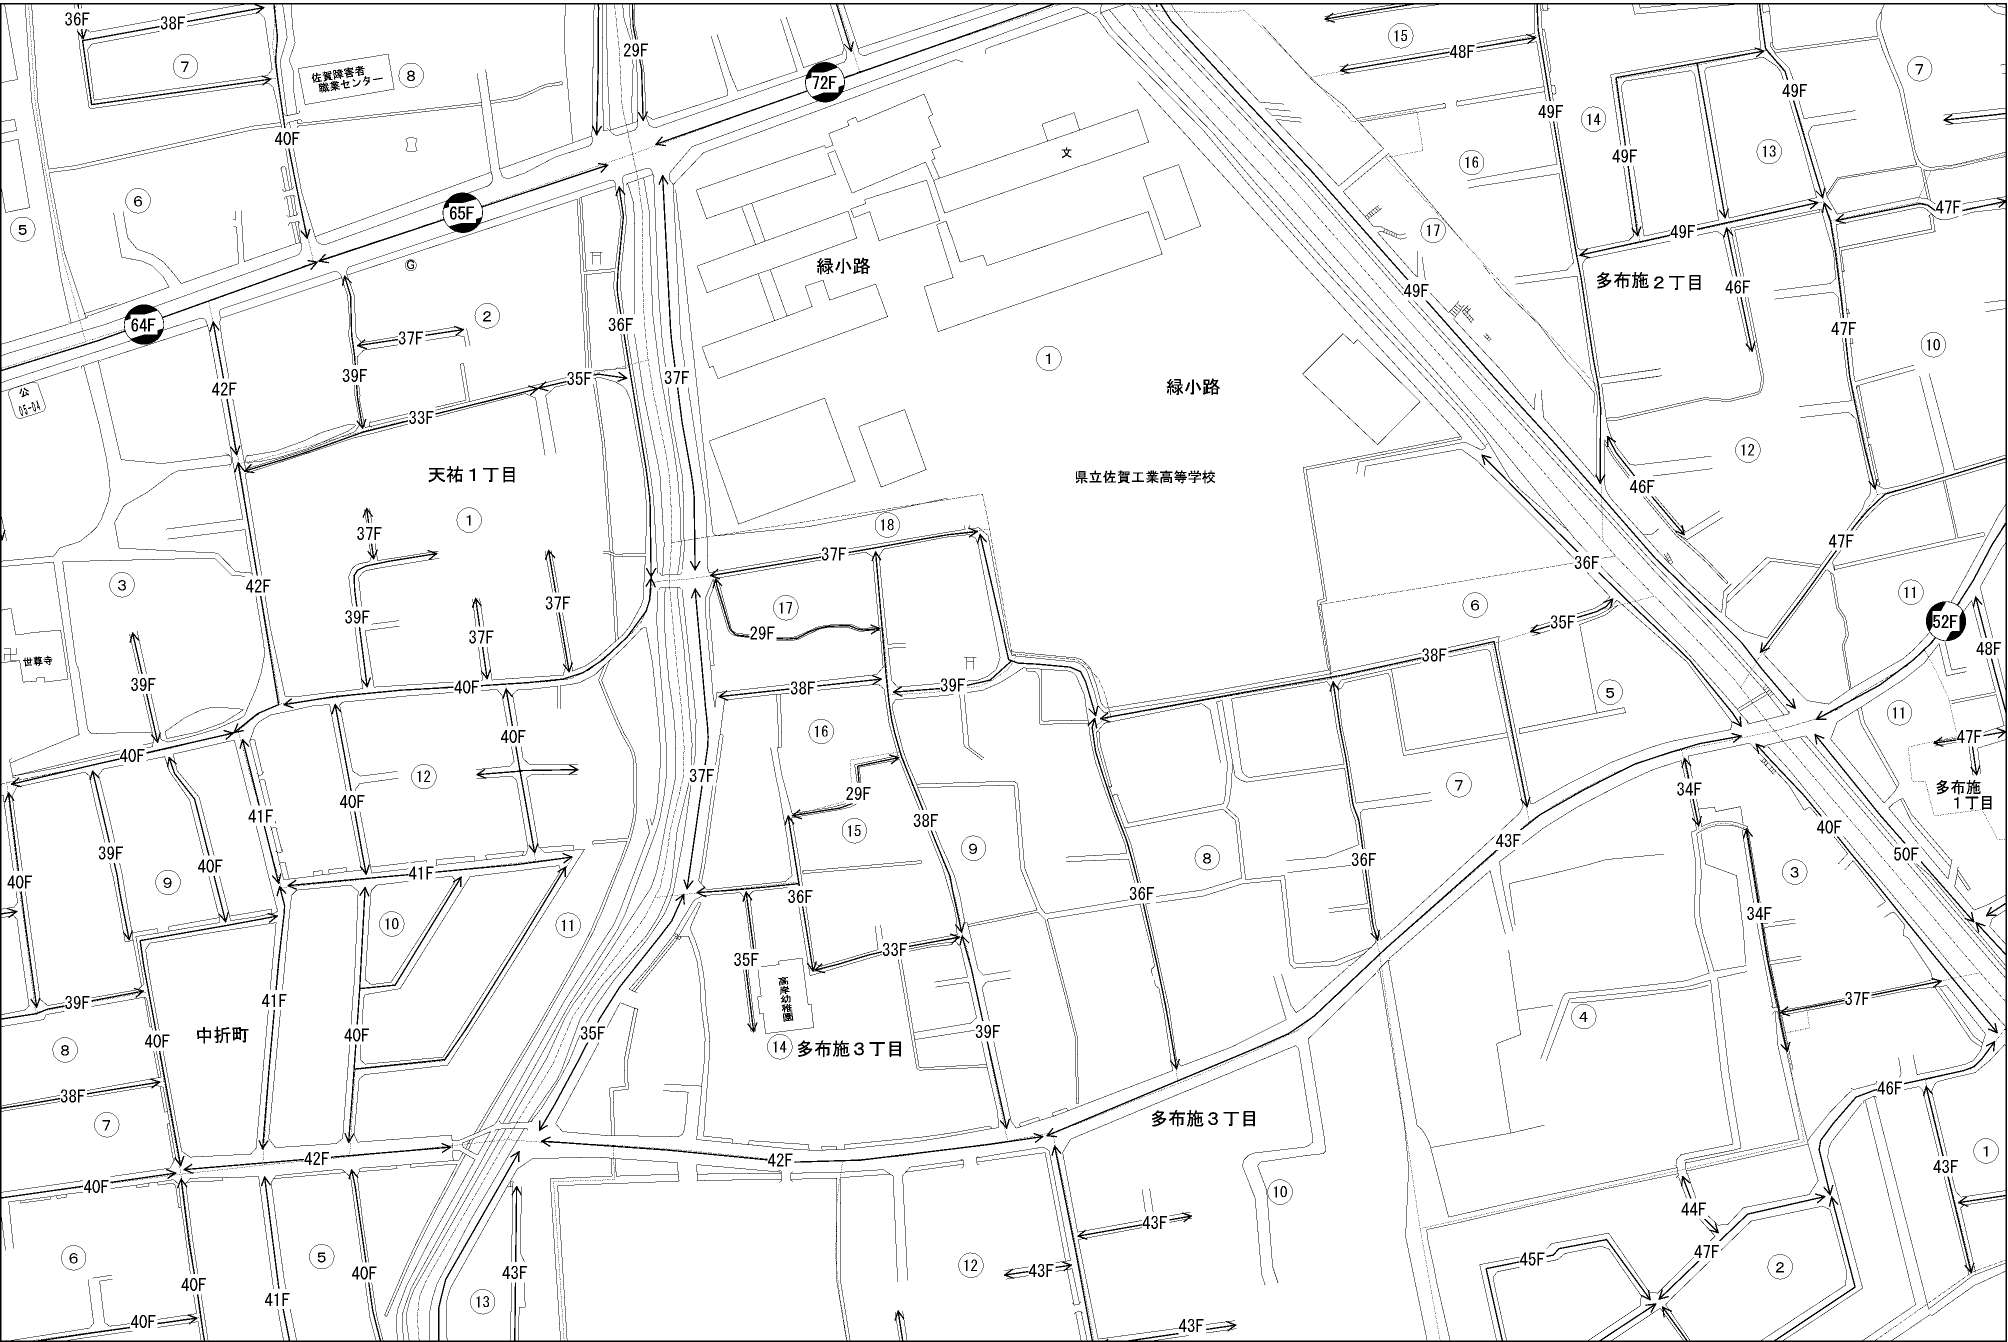 36F
38F
29F
⑮
48F
⑦
佐賀障害者
職業センター
⑧
72F
49F
⑦
40F
49F
⑭
⑬
49F
文
⑯
⑥
65F
⑤
⑰
47F
49F
G
緑小路
多布施2丁目
46F
49F
64F
②
36F
37F
47F
⑩
①
42F
39F
35F
37F
緑小路
公
05-04
33F
天祐1丁目
県立佐賀工業高等学校
⑫
46F
①
37F
⑱
37F
47F
36F
③
42F
39F
37F
⑰
⑥
⑪
52F
37F
29F
35F
世尊寺
39F
40F
38F
39F
38F
48F
⑤
40F
40F
⑯
⑪
47F
⑫
37F
⑦
34F
多布施
1丁目
40F
29F
41F
⑮
38F
40F
43F
39F
50F
40F
⑨
40F
41F
⑨
⑧
36F
③
36F
36F
⑩
⑪
34F
33F
35F
39F
41F
高岸幼稚園
37F
中折町
40F
40F
35F
39F
④
⑧
⑭
多布施3丁目
38F
46F
⑦
多布施3丁目
42F
42F
①
43F
40F
⑩
44F
43F
⑥
⑤
47F
⑫
43F
45F
②
40F
40F
43F
41F
⑬
40F
43F